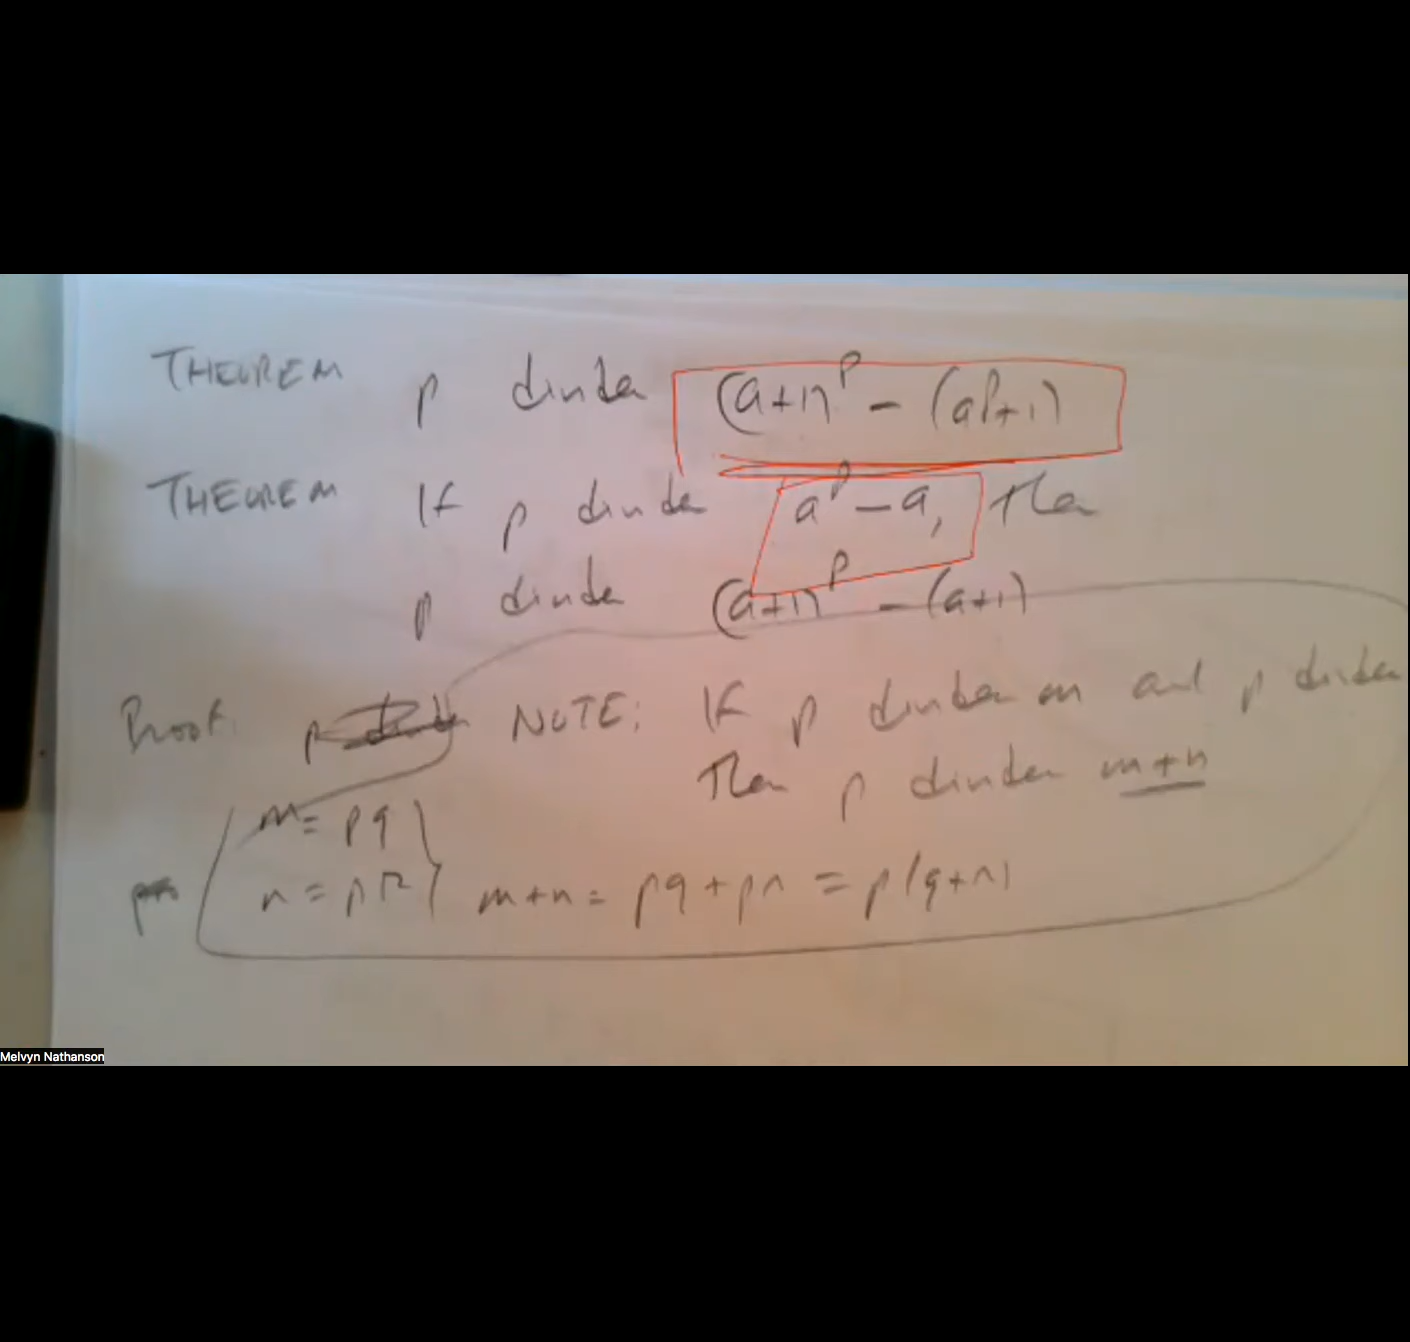 THEOREM p divides (a+1)^p − (a^p+1)
THEOREM If p divides a^p − a, then
p divides (a+1)^p − (a+1)
Proof. p NOTE: If p divides m and p divides
then p divides m+n
m = pq
n = pr } m+n = pq+pr = p(q+r)
Melvyn Nathanson